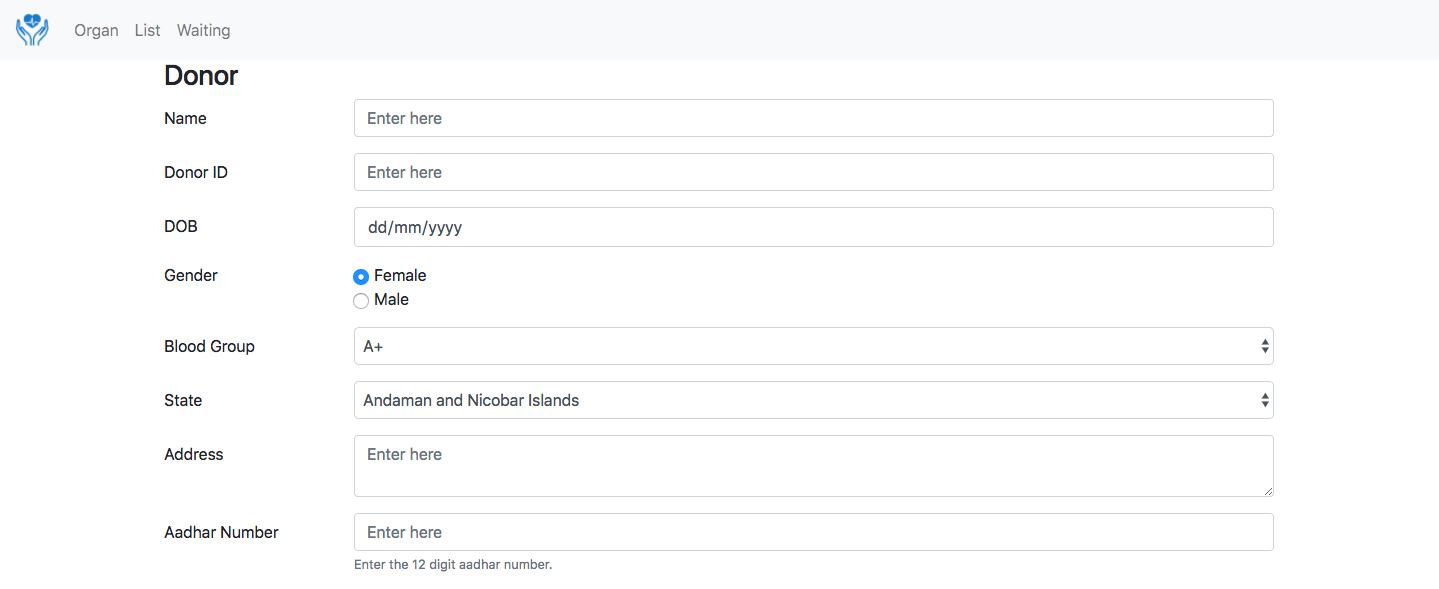 Organ List Waiting
Donor
Name Enter here
Donor ID Enter here
DOB dd/mm/yyyy
Gender Female
Male
Blood Group A+
State Andaman and Nicobar Islands
Address Enter here
Aadhar Number Enter here
Enter the 12 digit aadhar number.